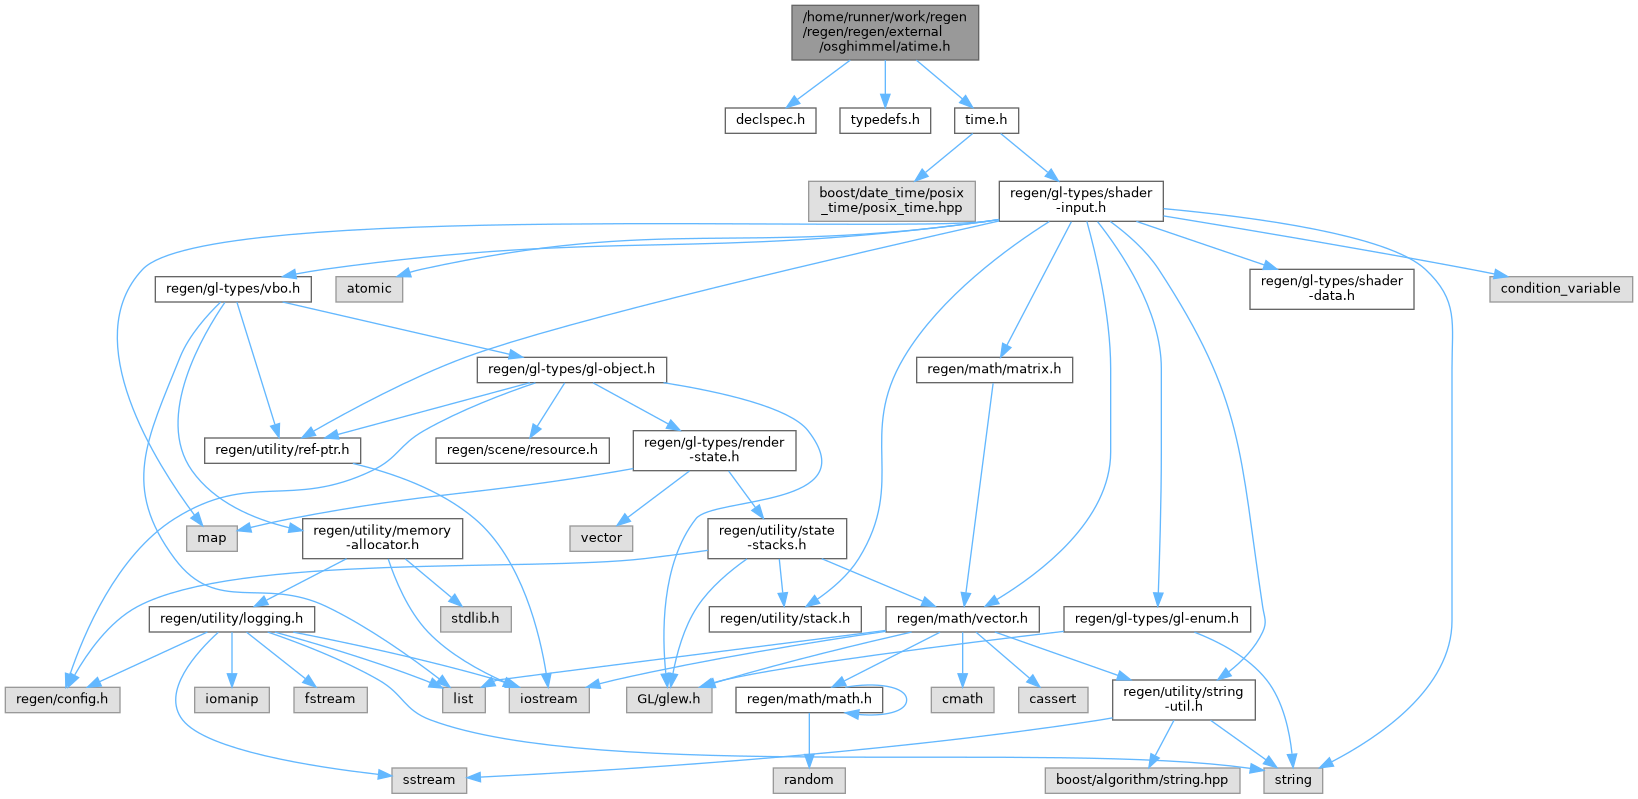 /home/runner/work/regen
/regen/regen/external
/osghimmel/atime.h
declspec.h
typedefs.h
time.h
boost/date_time/posix
_time/posix_time.hpp
regen/gl-types/shader
-input.h
regen/gl-types/vbo.h
atomic
regen/gl-types/shader
-data.h
condition_variable
regen/gl-types/gl-object.h
regen/math/matrix.h
regen/utility/ref-ptr.h
regen/scene/resource.h
regen/gl-types/render
-state.h
map
regen/utility/memory
-allocator.h
vector
regen/utility/state
-stacks.h
regen/utility/logging.h
stdlib.h
regen/utility/stack.h
regen/math/vector.h
regen/gl-types/gl-enum.h
regen/config.h
iomanip
fstream
list
iostream
GL/glew.h
regen/math/math.h
cmath
cassert
regen/utility/string
-util.h
sstream
random
boost/algorithm/string.hpp
string